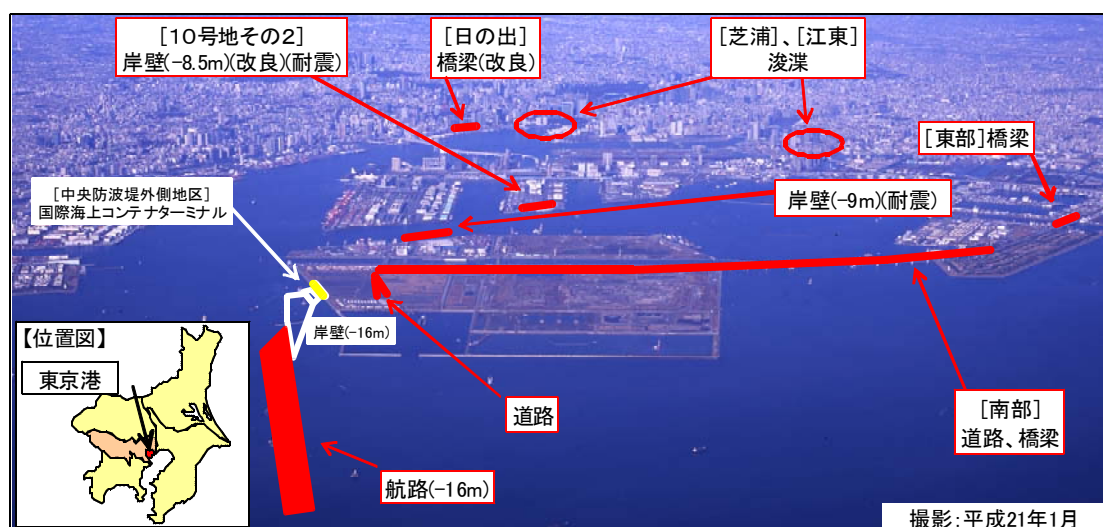 [10号地その2]
岸壁(-8.5m)(改良)(耐震)
[日の出]
橋梁(改良)
[芝浦]、[江東]
浚渫
[東部]橋梁
[中央防波堤外側地区]
国際海上コンテナターミナル
岸壁(-9m)(耐震)
岸壁(-16m)
【位置図】
東京港
道路
[南部]
道路、橋梁
航路(-16m)
撮影:平成21年1月